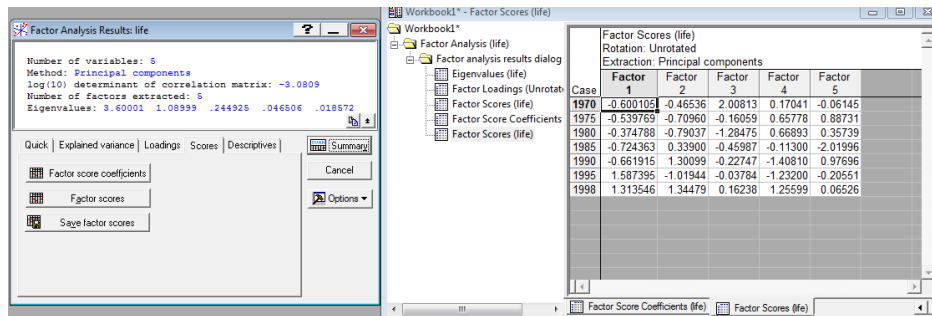 Factor Analysis Results: life
Number of variables: 5
Method: Principal components
log(10) determinant of correlation matrix: -3.0809
Number of factors extracted: 5
Eigenvalues: 3.60001 1.08999 .244925 .046506 .018572
Quick Explained variance Loadings Scores Descriptives
Summary
Factor score coefficients
Cancel
Factor scores
Options
Save factor scores
Workbook1* - Factor Scores (life)
Workbook1*
Factor Analysis (life)
Factor analysis results dialog
Eigenvalues (life)
Factor Loadings (Unrotat
Factor Scores (life)
Factor Score Coefficients
Factor Scores (life)
Factor Scores (life)
Rotation: Unrotated
Extraction: Principal components
Case Factor 1 Factor 2 Factor 3 Factor 4 Factor 5
1970 -0.600105 -0.46536 2.00813 0.17041 -0.06145
1975 -0.539769 -0.70960 -0.16059 0.65778 0.88731
1980 -0.374788 -0.79037 -1.28475 0.66893 0.35739
1985 -0.724363 0.33900 -0.45987 -0.11300 -2.01996
1990 -0.661915 1.30099 -0.22747 -1.40810 0.97696
1995 1.587395 -1.01944 -0.03784 -1.23200 -0.20551
1998 1.313546 1.34479 0.16238 1.25599 0.06526
Factor Score Coefficients (life) Factor Scores (life)